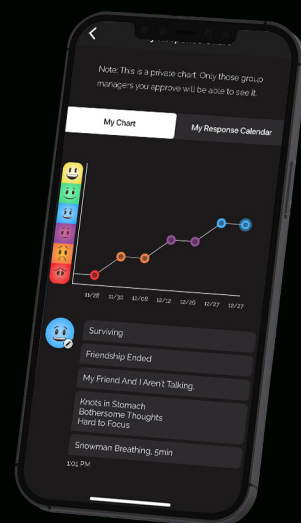 Note: This is a private chart. Only those group
managers you approve will be able to see it.
My Chart
My Response Calendar
11/28 11/30 12/08 12/12 12/26 12/27 12/27
Surviving
Friendship Ended
My Friend And I Aren't Talking.
Knots in Stomach
Bothersome Thoughts
Hard to Focus
Snowman Breathing, 5min
1:01 PM